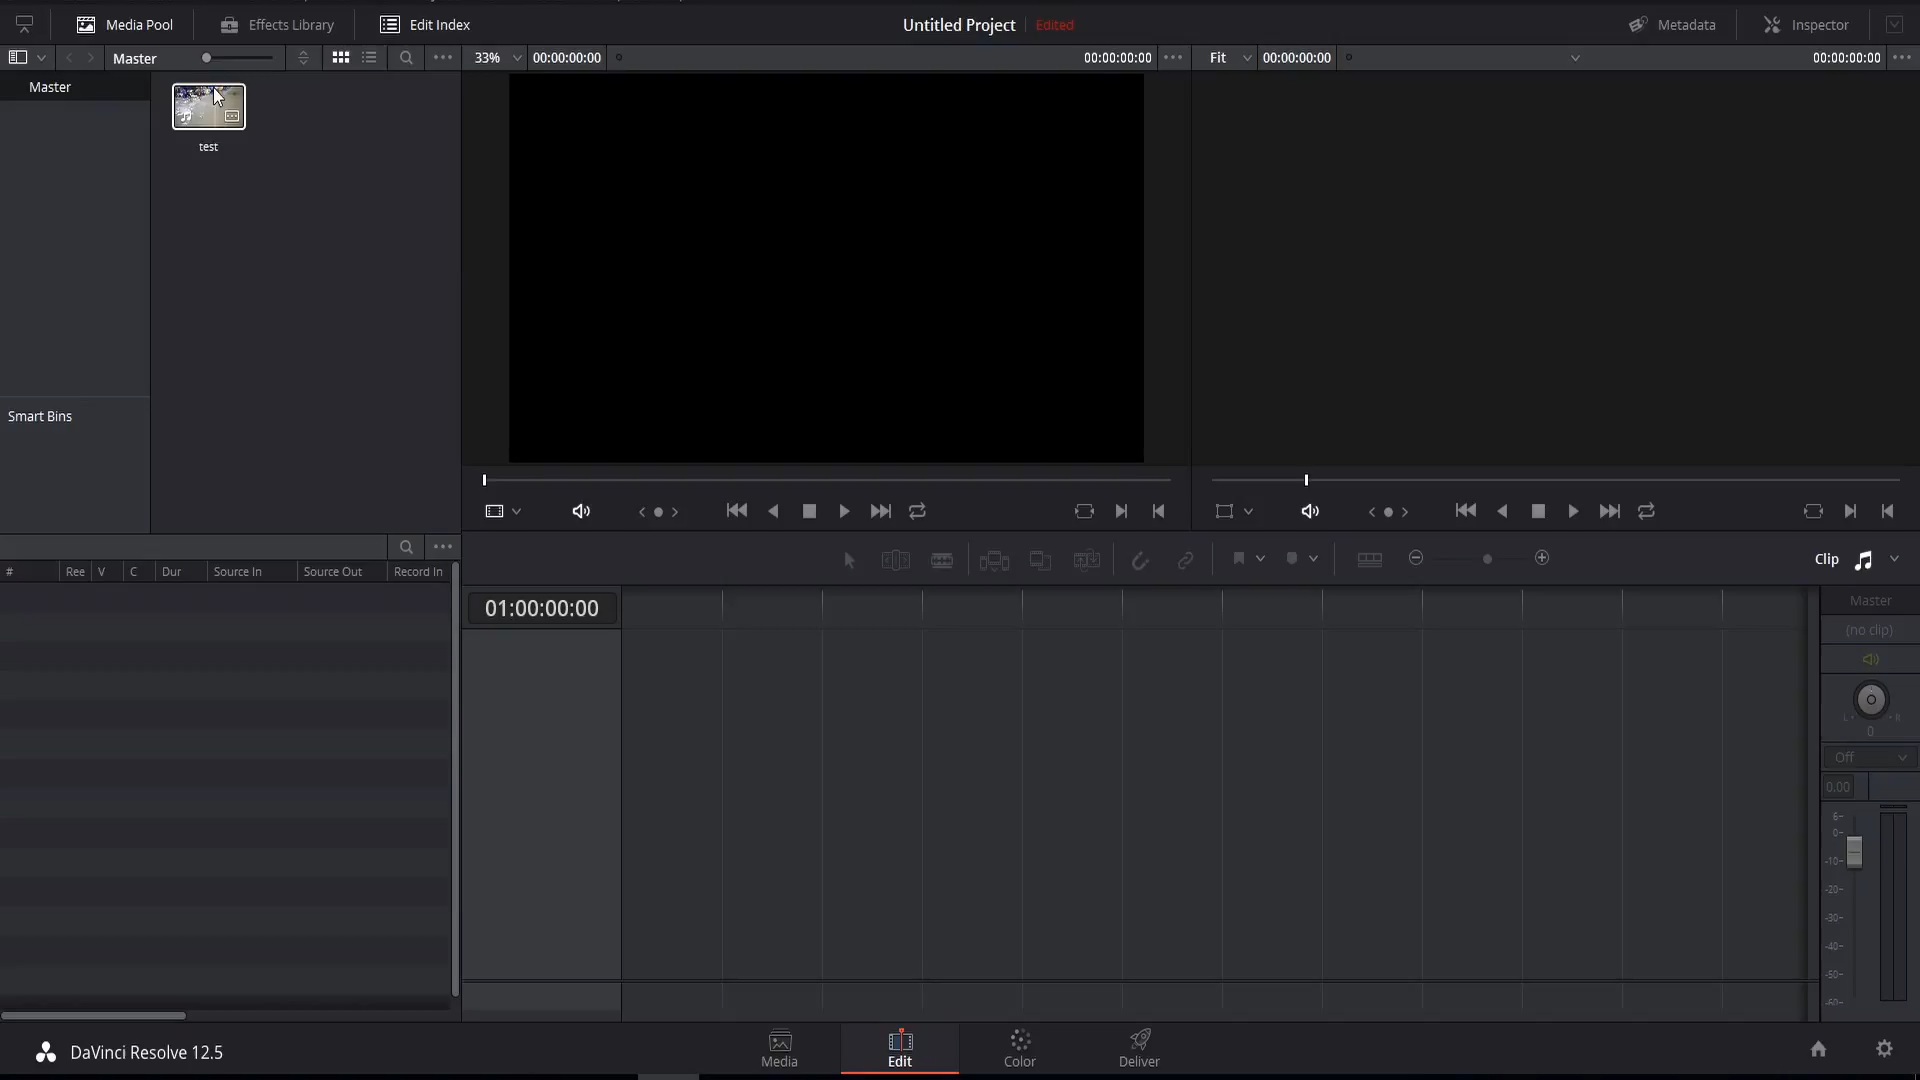 Media Pool
Effects Library
Edit Index
Untitled Project
Edited
Metadata
Inspector
Master
33%
00:00:00:00
00:00:00:00
Fit
00:00:00:00
00:00:00:00
Master
test
Smart Bins
# Ree V C Dur Source In Source Out Record In
Clip
01:00:00:00
Master
(no clip)
L R
0
Off
0.00
6-
0-
-10-
-20-
-30-
-40-
-50-
-60-
DaVinci Resolve 12.5
Media
Edit
Color
Deliver